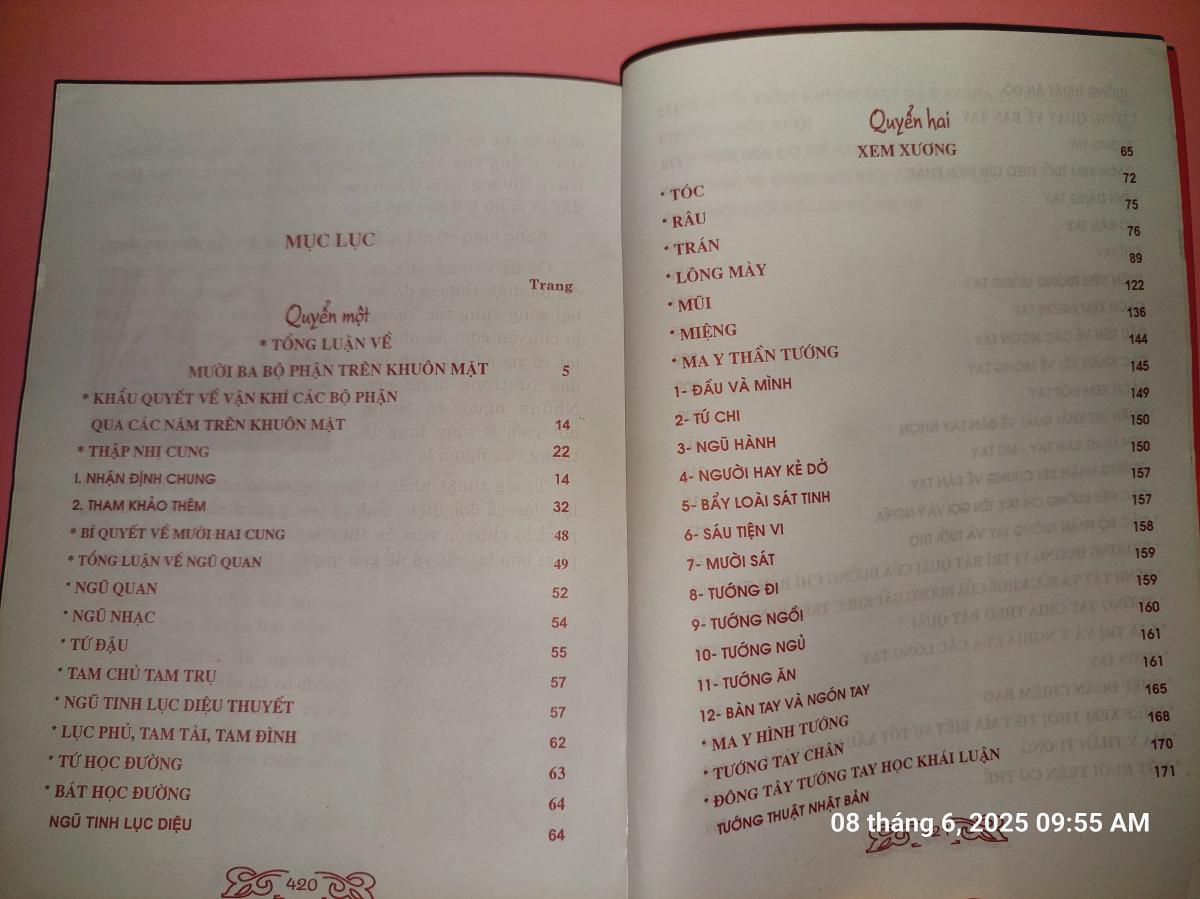 MỤC LỤC
Trang
Quyển một
* TỔNG LUẬN VỀ
MƯỜI BA BỘ PHẬN TRÊN KHUÔN MẶT 5
* KHẨU QUYẾT VỀ VẬN KHÍ CÁC BỘ PHẬN
QUA CÁC NĂM TRÊN KHUÔN MẶT 14
* THẬP NHỊ CUNG 22
1. NHẬN ĐỊNH CHUNG 14
2. THAM KHẢO THÊM 32
* BÍ QUYẾT VỀ MƯỜI HAI CUNG 48
* TỔNG LUẬN VỀ NGŨ QUAN 49
* NGŨ QUAN 52
* NGŨ NHẠC 54
* TỨ ĐẬU 55
* TAM CHỦ TAM TRỤ 57
* NGŨ TINH LỤC DIỆU THUYẾT 57
* LỤC PHỦ, TAM TÀI, TAM ĐÌNH 62
* TỨ HỌC ĐƯỜNG 63
* BÁT HỌC ĐƯỜNG 64
NGŨ TINH LỤC DIỆU 64
420
Quyển hai
XEM XƯƠNG 65
* TÓC 72
* RÂU 75
* TRÁN 76
* LÔNG MÀY 89
* MŨI 122
* MIỆNG 136
* MA Y THẦN TƯỚNG 144
1- ĐẦU VÀ MÌNH 145
2- TỨ CHI 149
3- NGŨ HÀNH 150
4- NGƯỜI HAY KẺ DỞ 150
5- BẨY LOÀI SÁT TINH 157
6- SÁU TIỆN VI 157
7- MƯỜI SÁT 158
8- TƯỚNG ĐI 159
9- TƯỚNG NGỒI 159
10- TƯỚNG NGỦ 160
11- TƯỚNG ĂN 161
12- BÀN TAY VÀ NGÓN TAY 161
* MA Y HÌNH TƯỚNG 165
* TƯỚNG TAY CHÂN 168
* ĐÔNG TÂY TƯỚNG TAY HỌC KHÁI LUẬN 170
TƯỚNG THUẬT NHẬT BẢN 171
08 tháng 6, 2025 09:55 AM